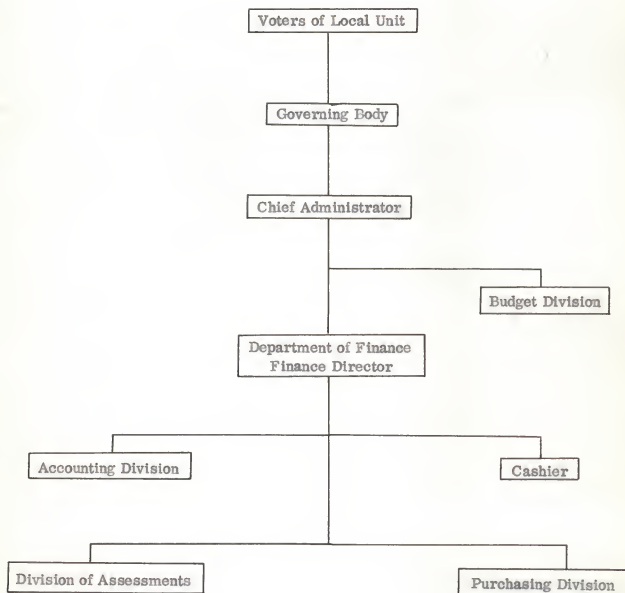 Voters of Local Unit
Governing Body
Chief Administrator
Budget Division
Department of Finance
Finance Director
Accounting Division
Cashier
Division of Assessments
Purchasing Division